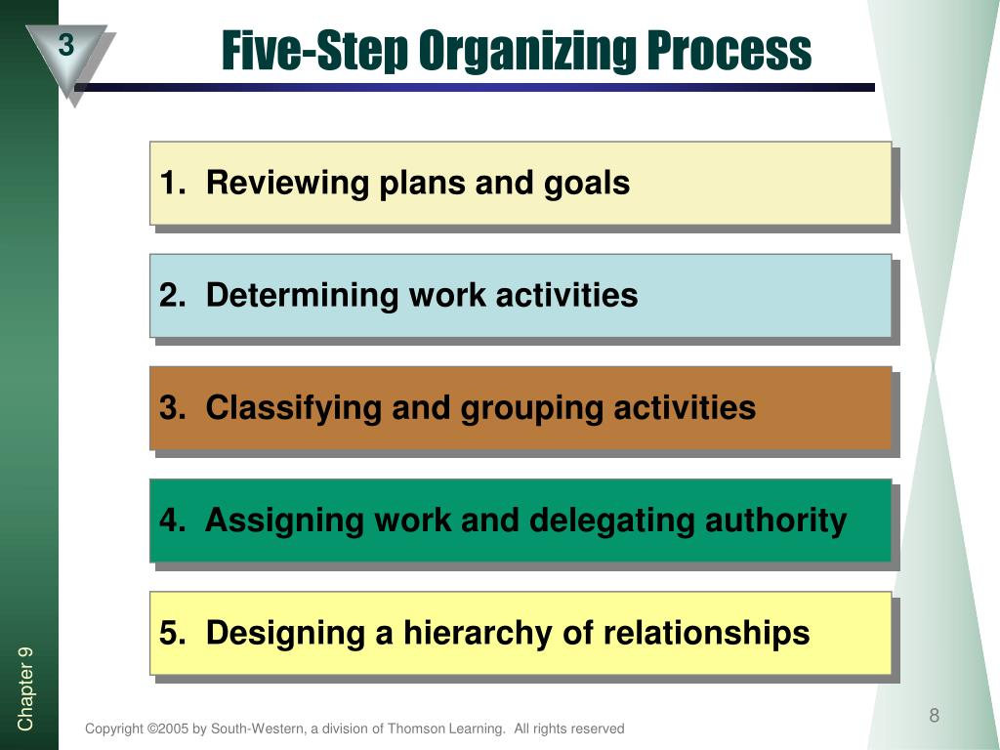 3
Five-Step Organizing Process
1. Reviewing plans and goals
2. Determining work activities
3. Classifying and grouping activities
4. Assigning work and delegating authority
5. Designing a hierarchy of relationships
Chapter 9
Copyright ©2005 by South-Western, a division of Thomson Learning. All rights reserved
8